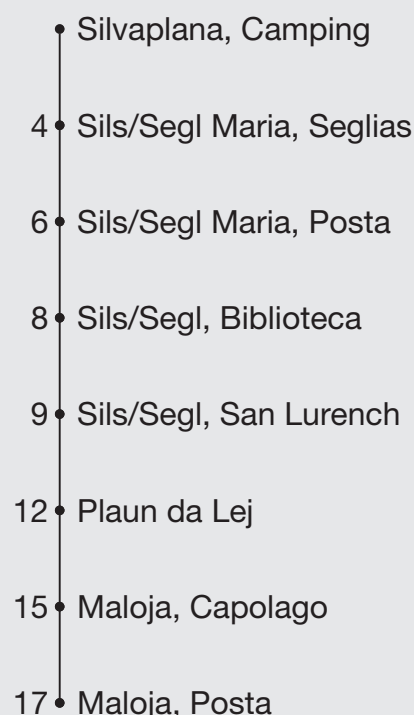 Silvaplana, Camping
4 Sils/Segl Maria, Seglias
6 Sils/Segl Maria, Posta
8 Sils/Segl, Biblioteca
9 Sils/Segl, San Lurench
12 Plaun da Lej
15 Maloja, Capolago
17 Maloja, Posta